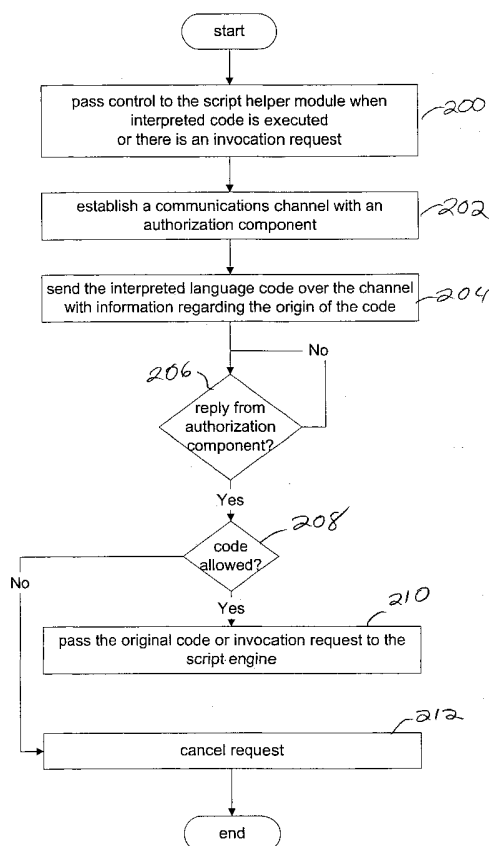 start
pass control to the script helper module when
interpreted code is executed
or there is an invocation request
200
establish a communications channel with an
authorization component
202
send the interpreted language code over the channel
with information regarding the origin of the code
204
No
206
reply from
authorization
component?
Yes
208
code
allowed?
No
Yes
210
pass the original code or invocation request to the
script engine
212
cancel request
end